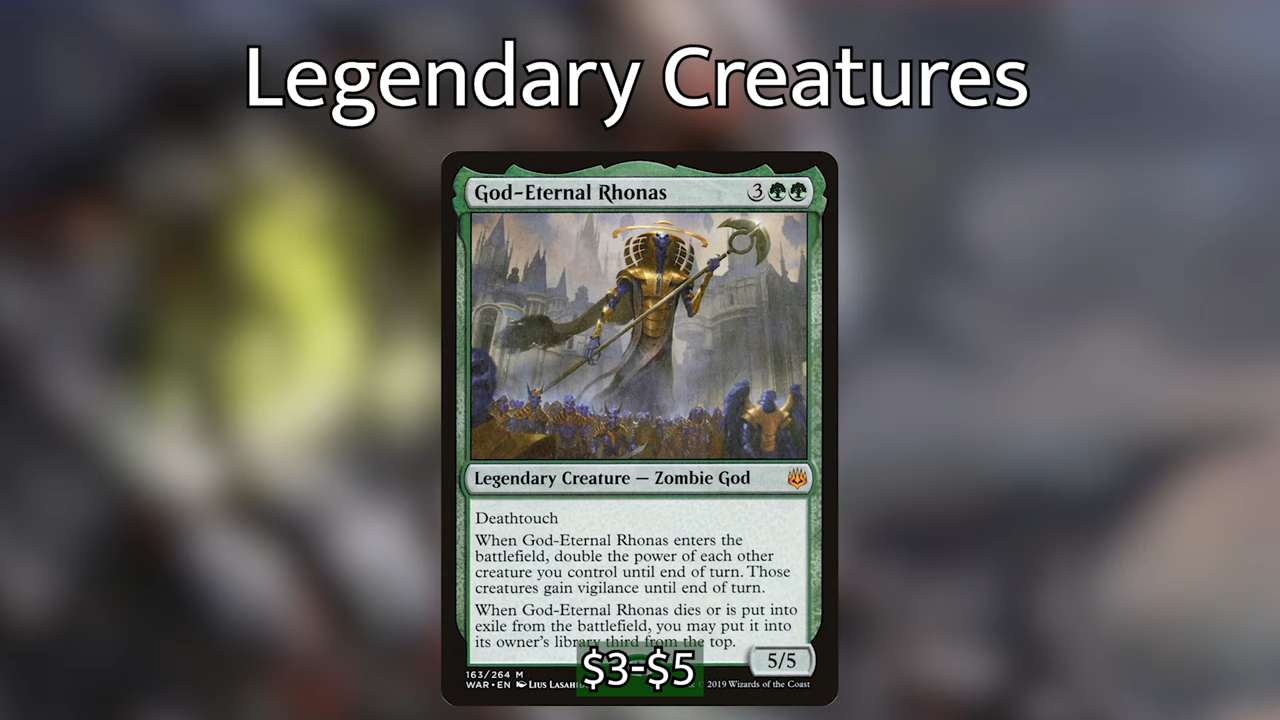 Legendary Creatures
God-Eternal Rhonas 3
Legendary Creature — Zombie God
Deathtouch
When God-Eternal Rhonas enters the
battlefield, double the power of each other
creature you control until end of turn. Those
creatures gain vigilance until end of turn.
When God-Eternal Rhonas dies or is put into
exile from the battlefield, you may put it into
its owner's library third from the top.
5/5
$3-$5
163/264 M
WAR • EN LIUS © 2019 Wizards of the Coast